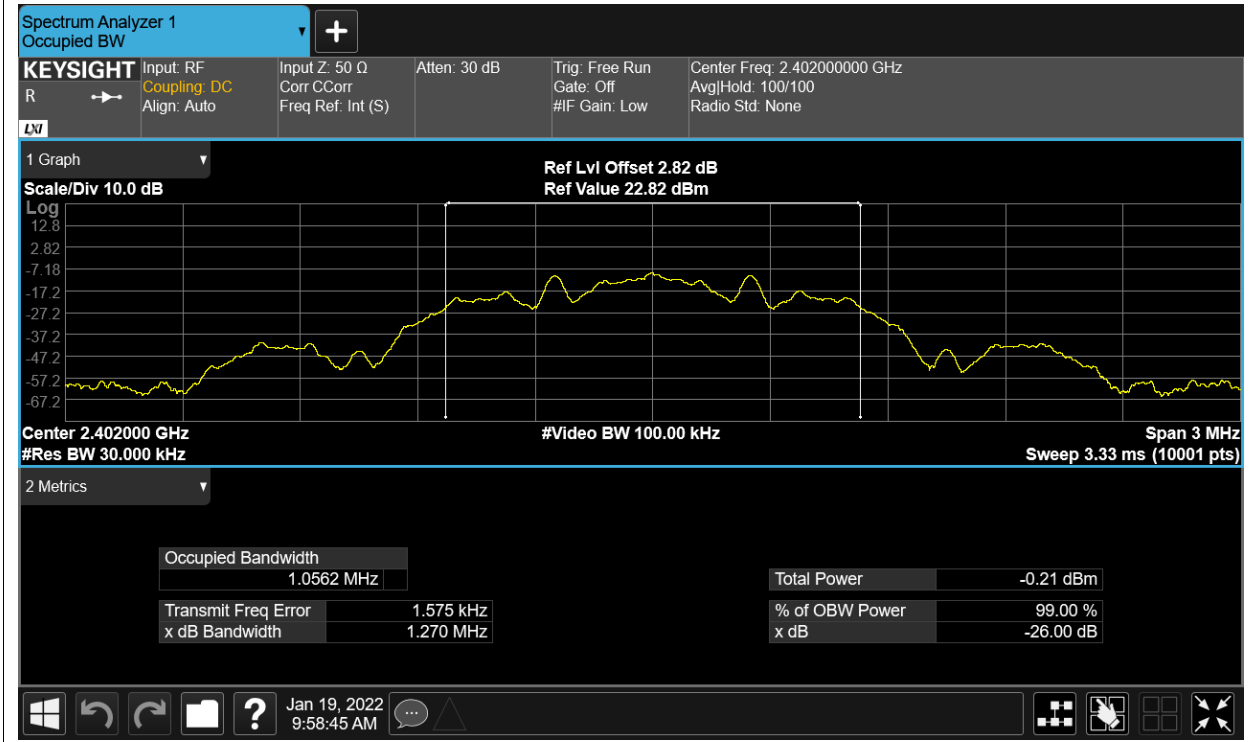 Spectrum Analyzer 1
Occupied BW
KEYSIGHT Input: RF Input Z: 50 Ω Atten: 30 dB Trig: Free Run Center Freq: 2.402000000 GHz
R Coupling: DC Corr CCorr Gate: Off Avg|Hold: 100/100
Align: Auto Freq Ref: Int (S) #IF Gain: Low Radio Std: None
LXI
1 Graph
Ref Lvl Offset 2.82 dB
Scale/Div 10.0 dB Ref Value 22.82 dBm
Log
12.8
2.82
-7.18
-17.2
-27.2
-37.2
-47.2
-57.2
-67.2
Center 2.402000 GHz #Video BW 100.00 kHz Span 3 MHz
#Res BW 30.000 kHz Sweep 3.33 ms (10001 pts)
2 Metrics
Occupied Bandwidth
1.0562 MHz Total Power -0.21 dBm
Transmit Freq Error 1.575 kHz % of OBW Power 99.00 %
x dB Bandwidth 1.270 MHz x dB -26.00 dB
? Jan 19, 2022
9:58:45 AM